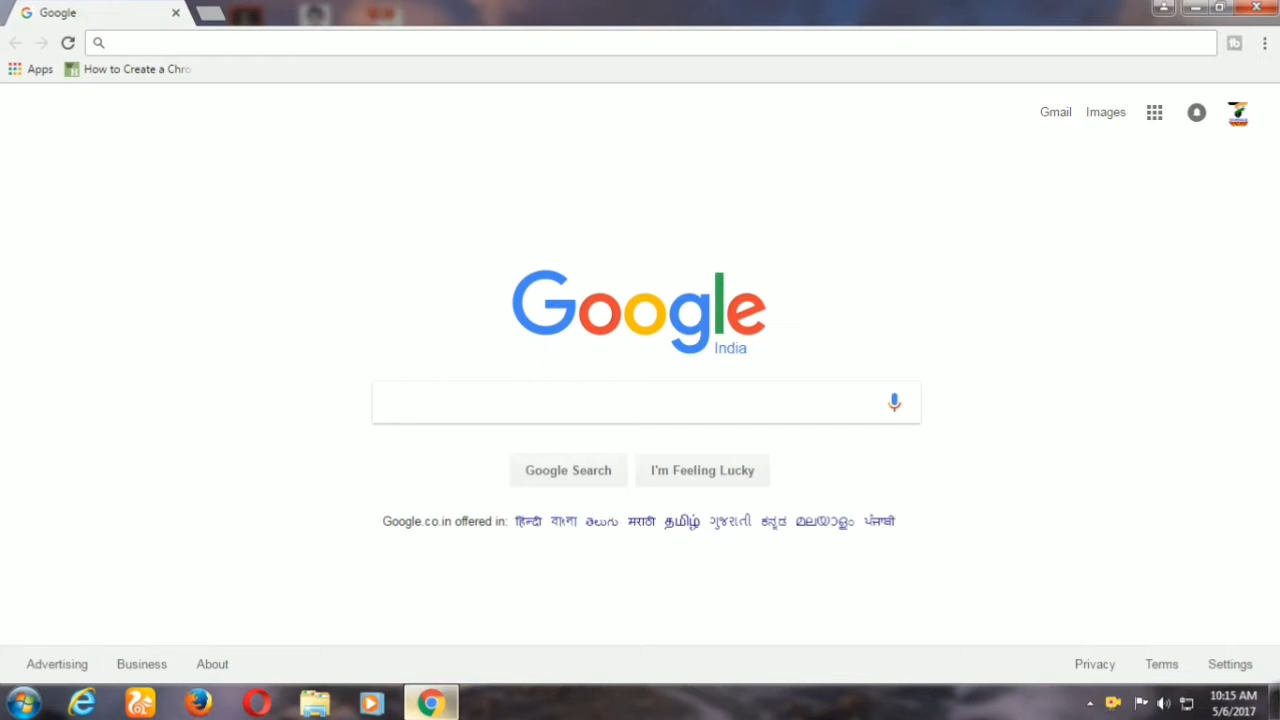 Google
Apps How to Create a Chro
Gmail Images
Google
India
Google Search I'm Feeling Lucky
Google.co.in offered in: हिन्दी বাংলা తెలుగు मराठी தமிழ் ગુજરાતી ಕನ್ನಡ മലയാളം ਪੰਜਾਬੀ
Advertising Business About Privacy Terms Settings
10:15 AM
5/6/2017